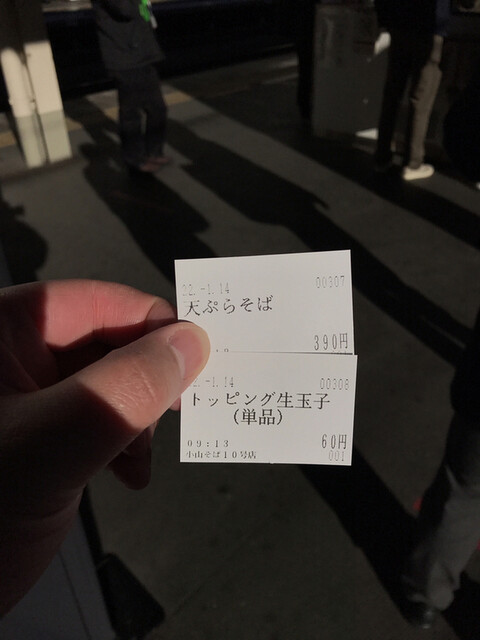 22.-1.14 00307
天ぷらそば
390円
-1.14 00308
トッピング生玉子
(単品)
09:13 60円
小山そば10号店 001